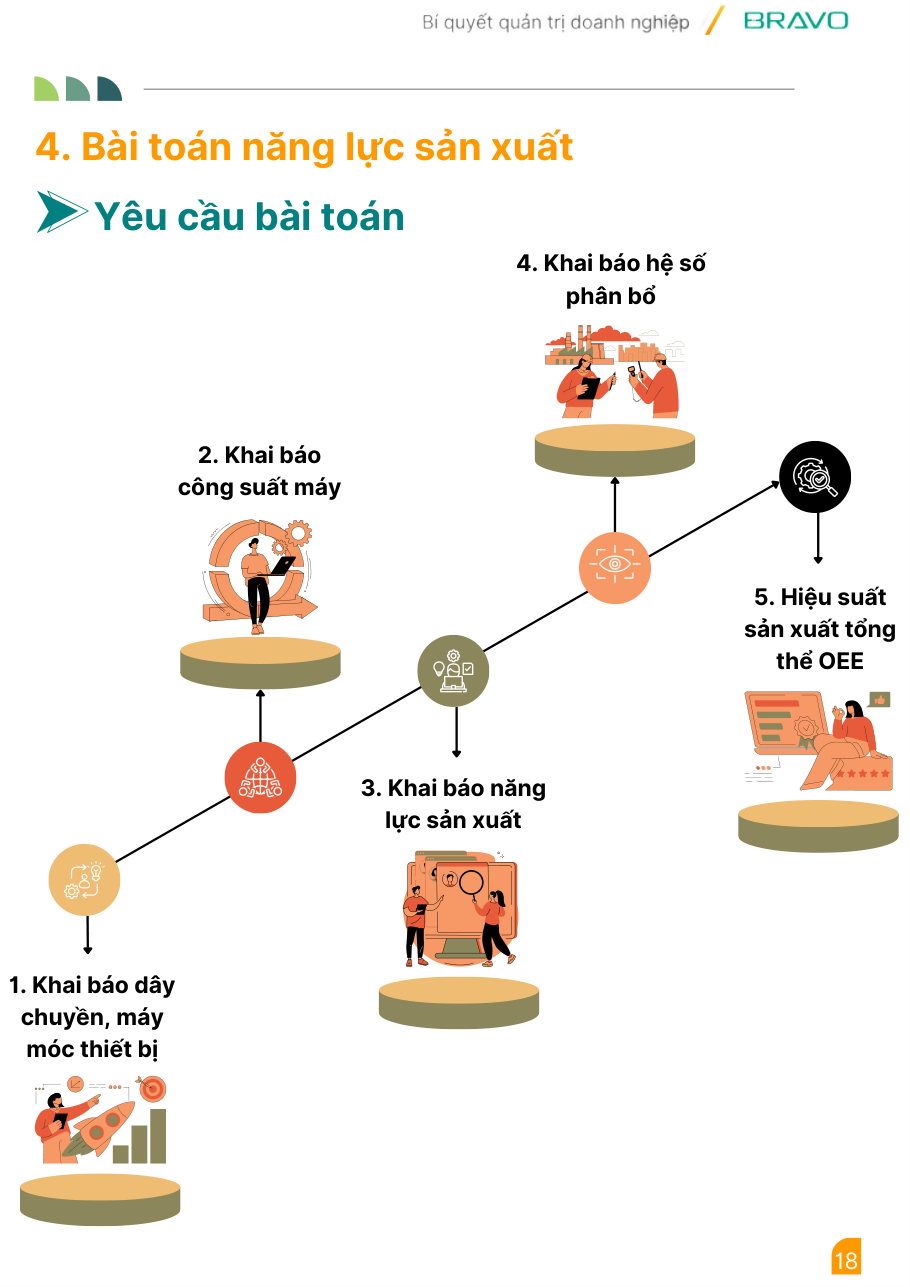 Bí quyết quản trị doanh nghiệp
BRAVO
4. Bài toán năng lực sản xuất
Yêu cầu bài toán
4. Khai báo hệ số
phân bổ
2. Khai báo
công suất máy
5. Hiệu suất
sản xuất tổng
thể OEE
3. Khai báo năng
lực sản xuất
1. Khai báo dây
chuyền, máy
móc thiết bị
18